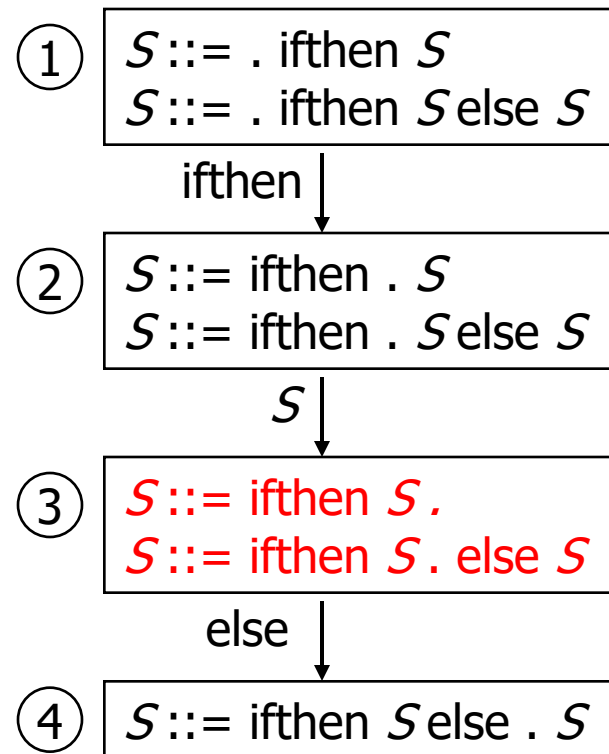 1
S ::= . ifthen S
S ::= . ifthen S else S
ifthen
2
S ::= ifthen . S
S ::= ifthen . S else S
S
3
S ::= ifthen S .
S ::= ifthen S . else S
else
4
S ::= ifthen S else . S